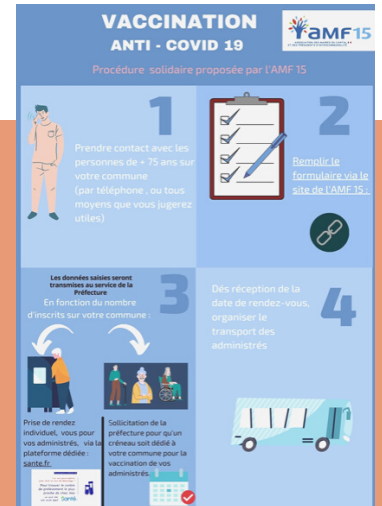 VACCINATION
ANTI - COVID 19
AMF15
Procédure solidaire proposée par l'AMF 15
1
Prendre contact avec les
personnes de + 75 ans sur
votre commune
(par téléphone , ou tous
moyens que vous jugerez
utiles)
2
Remplir le
formulaire via le
site de l'AMF 15 :
3
Les données saisies seront
transmises au service de la
Préfecture
En fonction du nombre
d'inscrits sur votre commune :
Prise de rendez
individuel, vous pour
vos administrés, via la
plateforme dédiée :
sante.fr
Santé
Sollicitation de la
préfecture pour qu'un
créneau soit dédié à
votre commune pour la
vaccination de vos
administrés.
4
Dés réception de la
date de rendez-vous,
organiser le
transport des
administrés